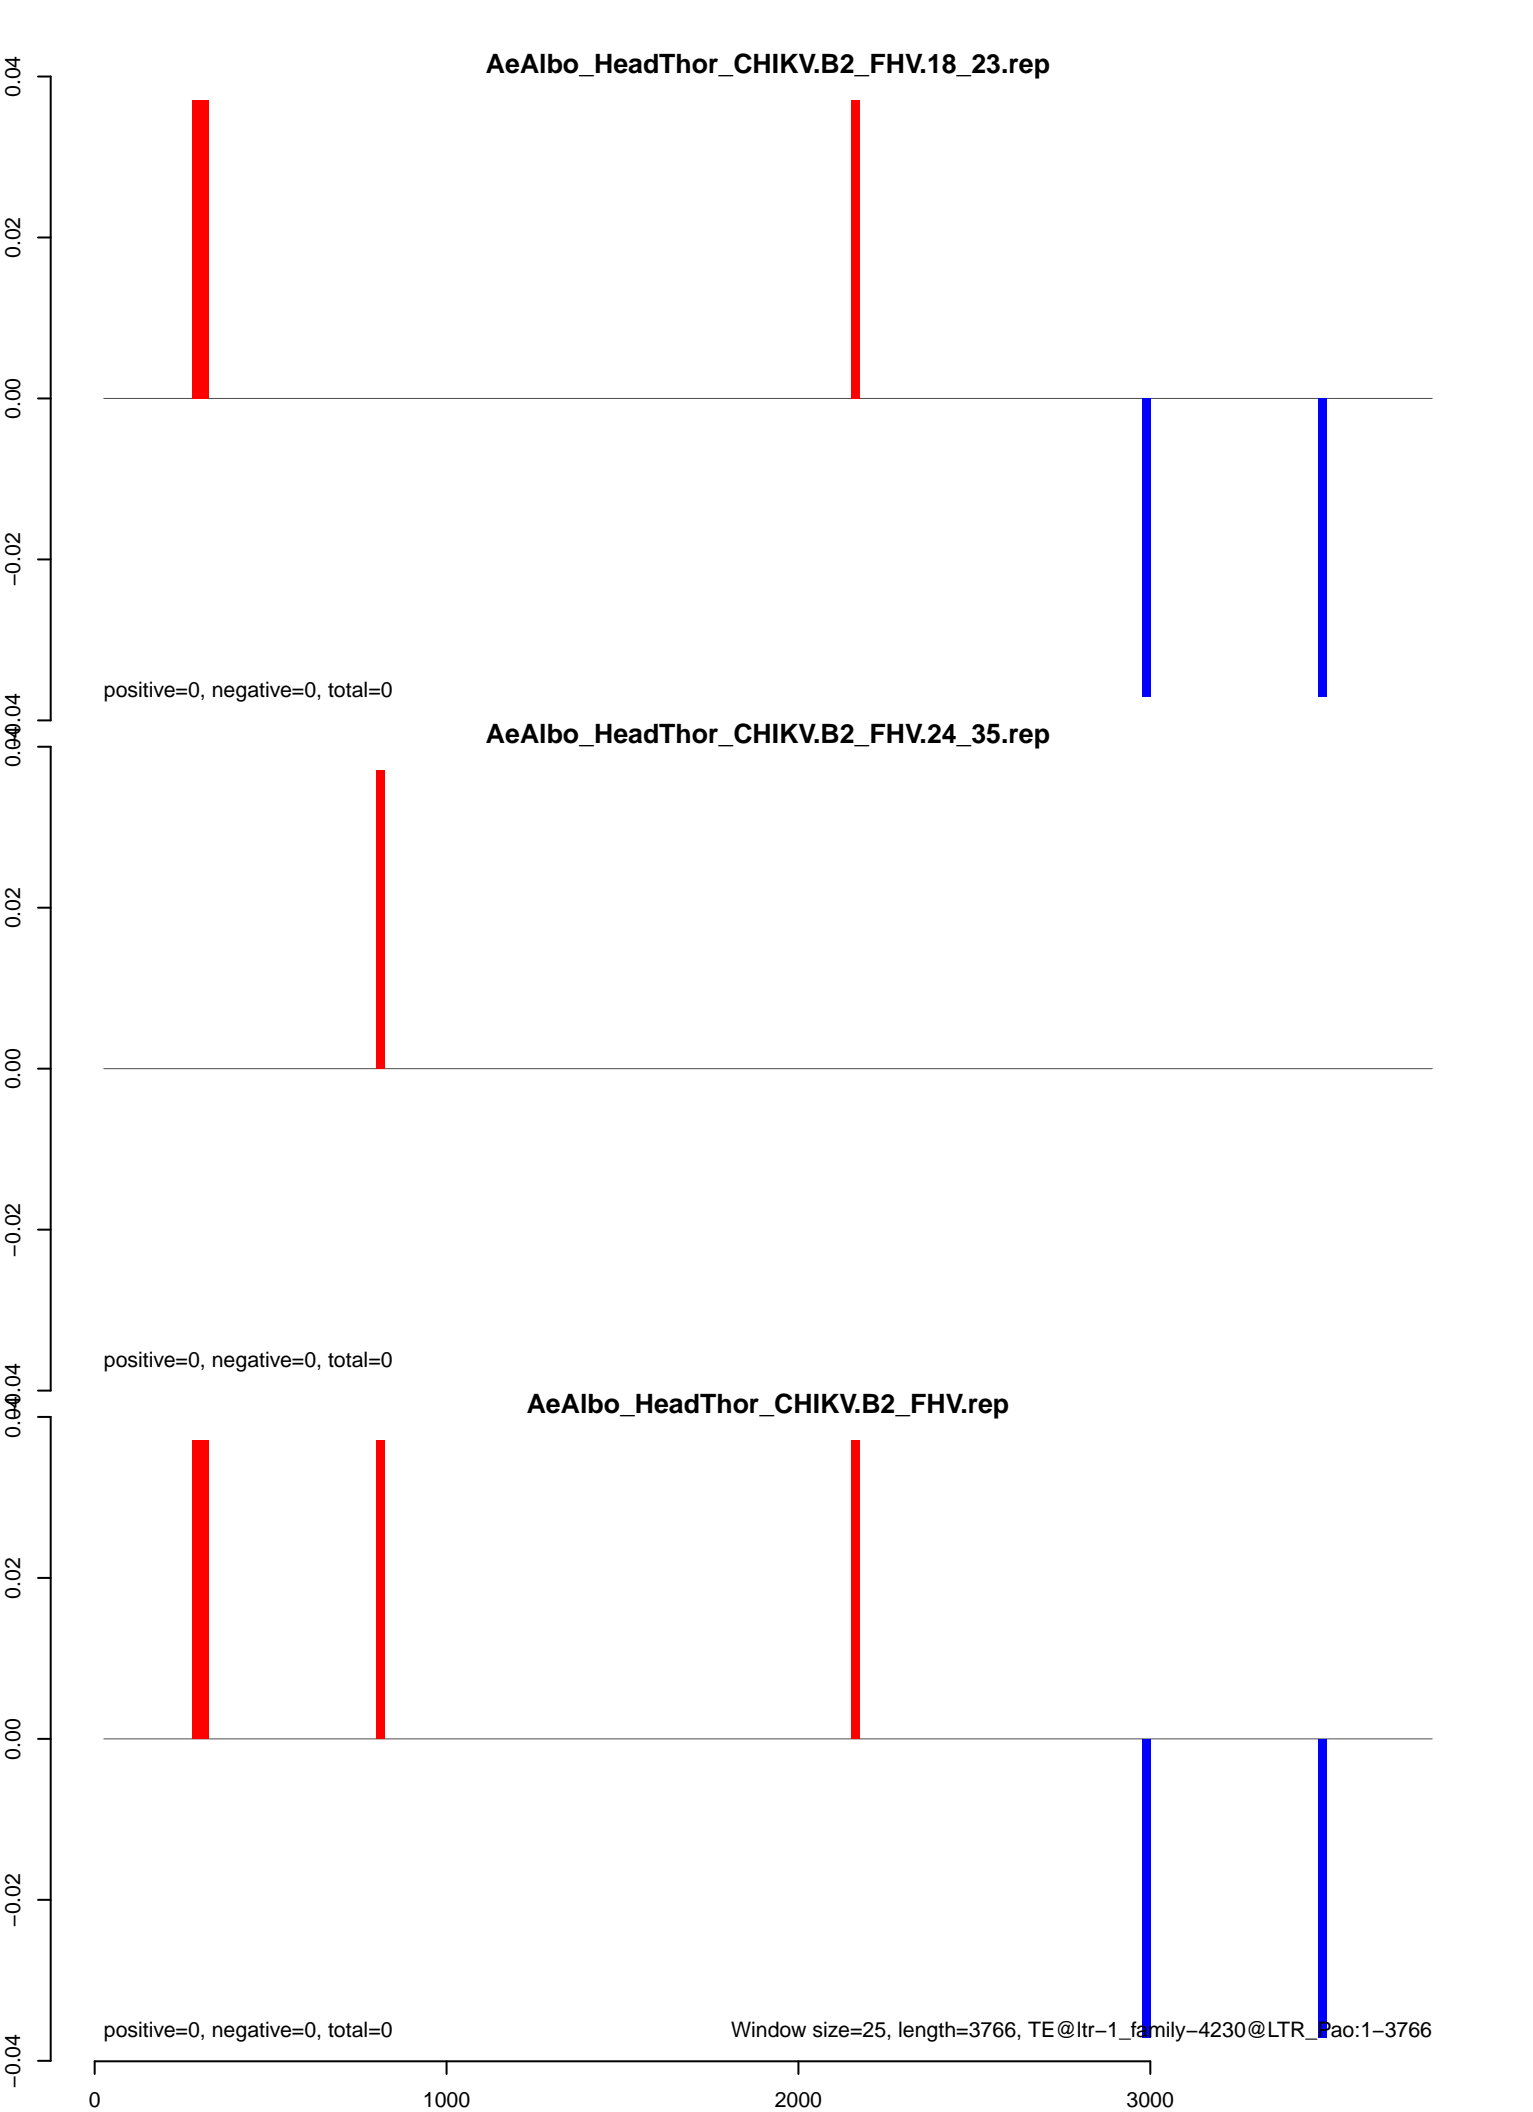 AeAlbo_HeadThor_CHIKV.B2_FHV.18_23.rep
0.04
0.02
0.00
−0.02
−0.04
positive=0, negative=0, total=0
AeAlbo_HeadThor_CHIKV.B2_FHV.24_35.rep
0.04
0.02
0.00
−0.02
−0.04
positive=0, negative=0, total=0
AeAlbo_HeadThor_CHIKV.B2_FHV.rep
0.04
0.02
0.00
−0.02
−0.04
positive=0, negative=0, total=0
Window size=25, length=3766, TE@ltr−1_family−4230@LTR_Pao:1−3766
0 1000 2000 3000